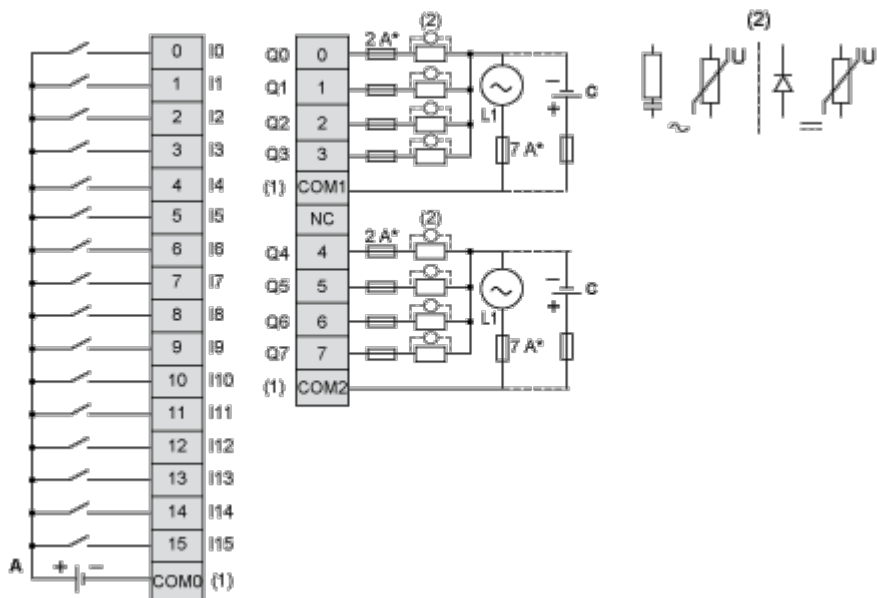 0 I0
1 I1
2 I2
3 I3
4 I4
5 I5
6 I6
7 I7
8 I8
9 I9
10 I10
11 I11
12 I12
13 I13
14 I14
15 I15
A + − COM0 (1)
(2)
Q0 0 2 A*
Q1 1
Q2 2
Q3 3
L1 7 A* − + C
(1) COM1
NC
(2)
Q4 4 2 A*
Q5 5
Q6 6
Q7 7
L1 7 A* − + C
(1) COM2
(2)
U U